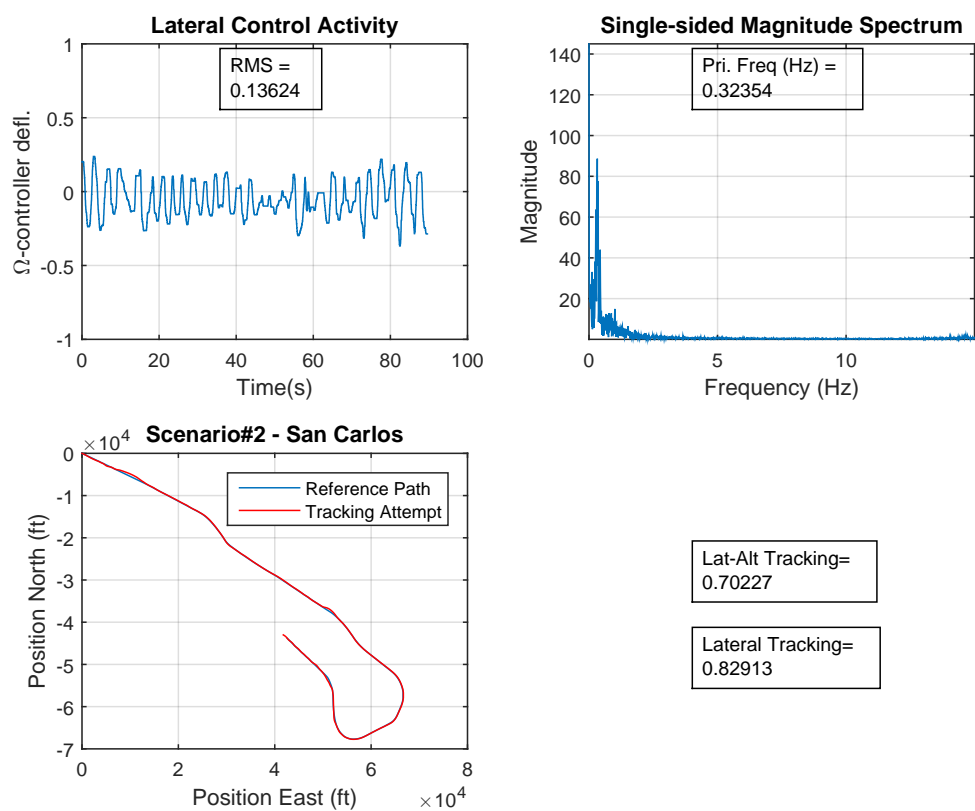 Lateral Control Activity
RMS =
0.13624
1
0.5
0
-0.5
-1
Ω-controller defl.
0 20 40 60 80 100
Time(s)
Single-sided Magnitude Spectrum
Pri. Freq (Hz) =
0.32354
140
120
100
80
60
40
20
Magnitude
0 5 10
Frequency (Hz)
Scenario#2 - San Carlos
×10⁴
Reference Path
Tracking Attempt
0
-1
-2
-3
-4
-5
-6
-7
Position North (ft)
0 2 4 6 8
Position East (ft)
×10⁴
Lat-Alt Tracking=
0.70227
Lateral Tracking=
0.82913